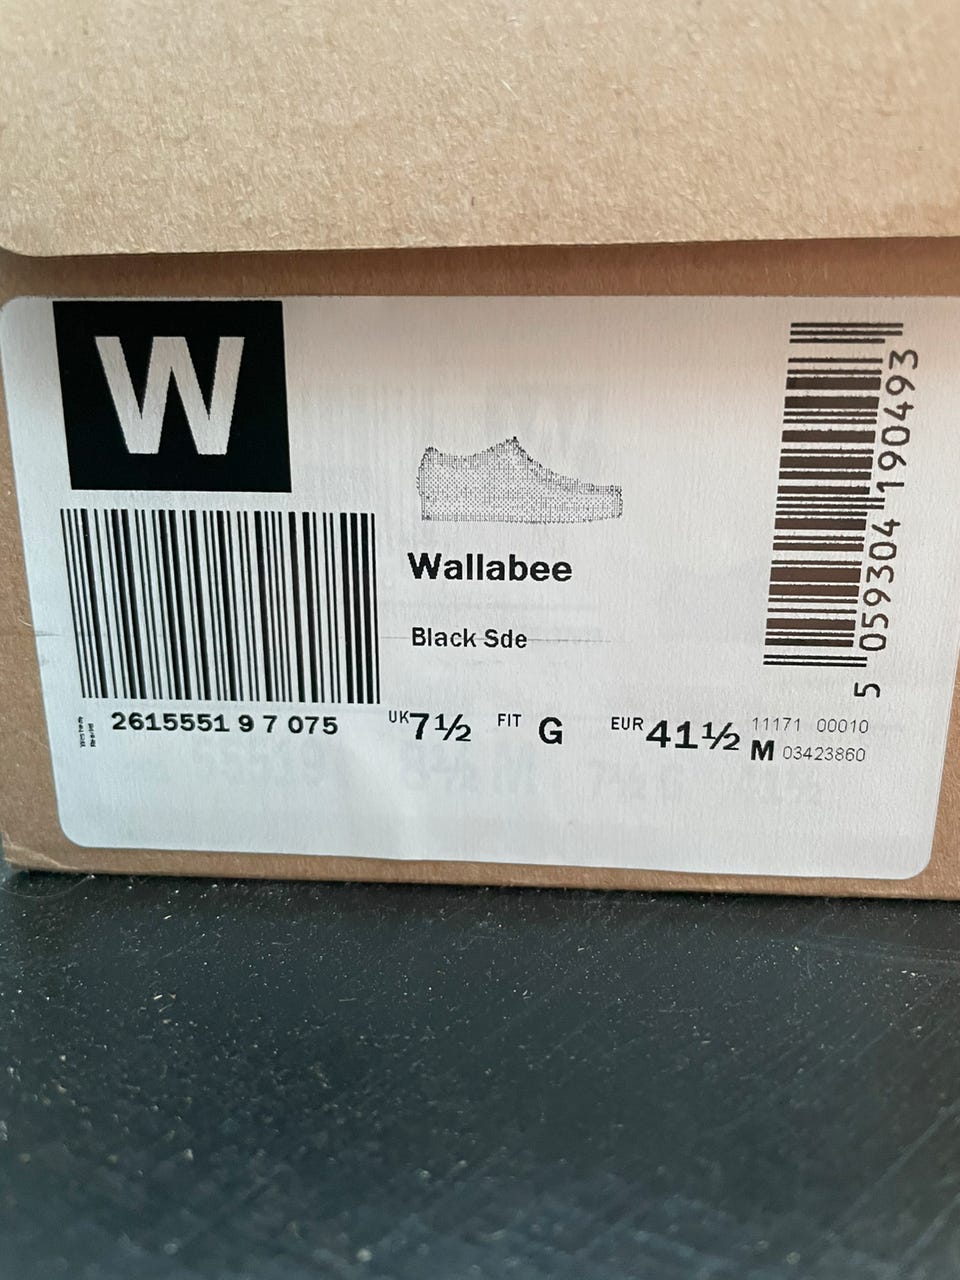 W
Wallabee
Black Sde
2615551 9 7 075
UK 7½ FIT G EUR 41½ M
11171 00010
03423860
5 059304 190493